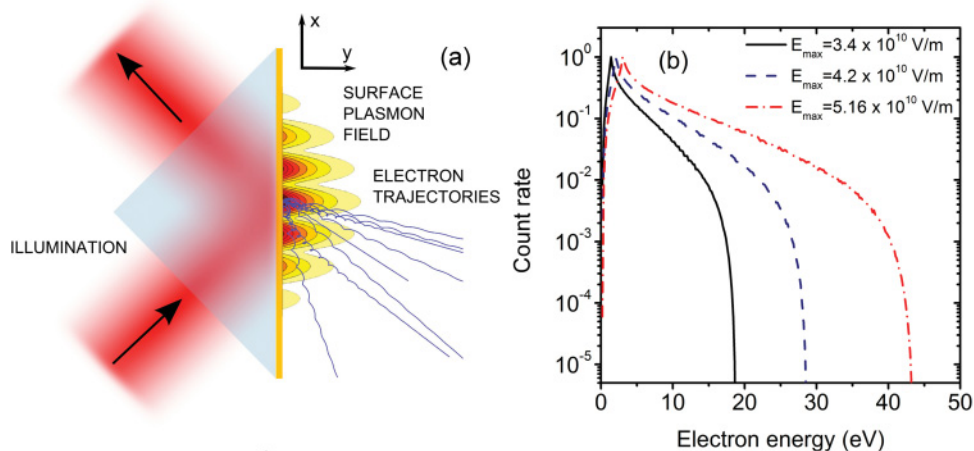 x
y
(a)
SURFACE
PLASMON
FIELD
ELECTRON
TRAJECTORIES
ILLUMINATION
(b)
E_max=3.4 x 10^10 V/m
E_max=4.2 x 10^10 V/m
E_max=5.16 x 10^10 V/m
10^0
10^-1
10^-2
10^-3
10^-4
10^-5
Count rate
0 10 20 30 40 50
Electron energy (eV)